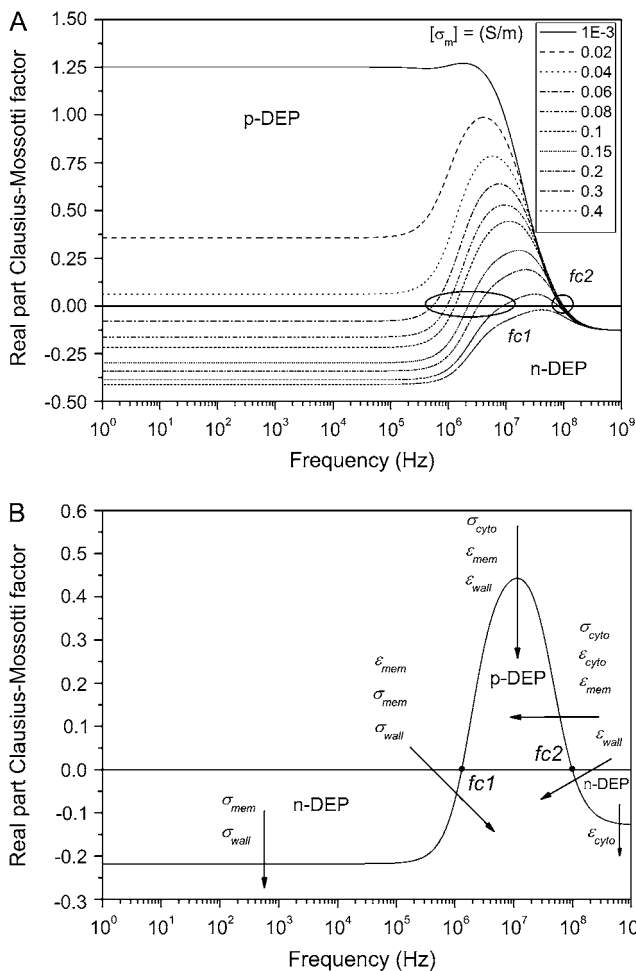 A
[σm] = (S/m)
1E-3
0.02
0.04
0.06
0.08
0.1
0.15
0.2
0.3
0.4
p-DEP
fc2
fc1
n-DEP
1.50
1.25
1.00
0.75
0.50
0.25
0.00
-0.25
-0.50
Real part Clausius-Mossotti factor
10^0 10^1 10^2 10^3 10^4 10^5 10^6 10^7 10^8 10^9
Frequency (Hz)
B
0.6
0.5
0.4
0.3
0.2
0.1
0.0
-0.1
-0.2
-0.3
Real part Clausius-Mossotti factor
σcyto
εmem
εwall
σcyto
εcyto
εmem
p-DEP
εmem
σmem
σwall
εwall
fc1
fc2
n-DEP
n-DEP
σmem
σwall
εcyto
10^0 10^1 10^2 10^3 10^4 10^5 10^6 10^7 10^8 10
Frequency (Hz)